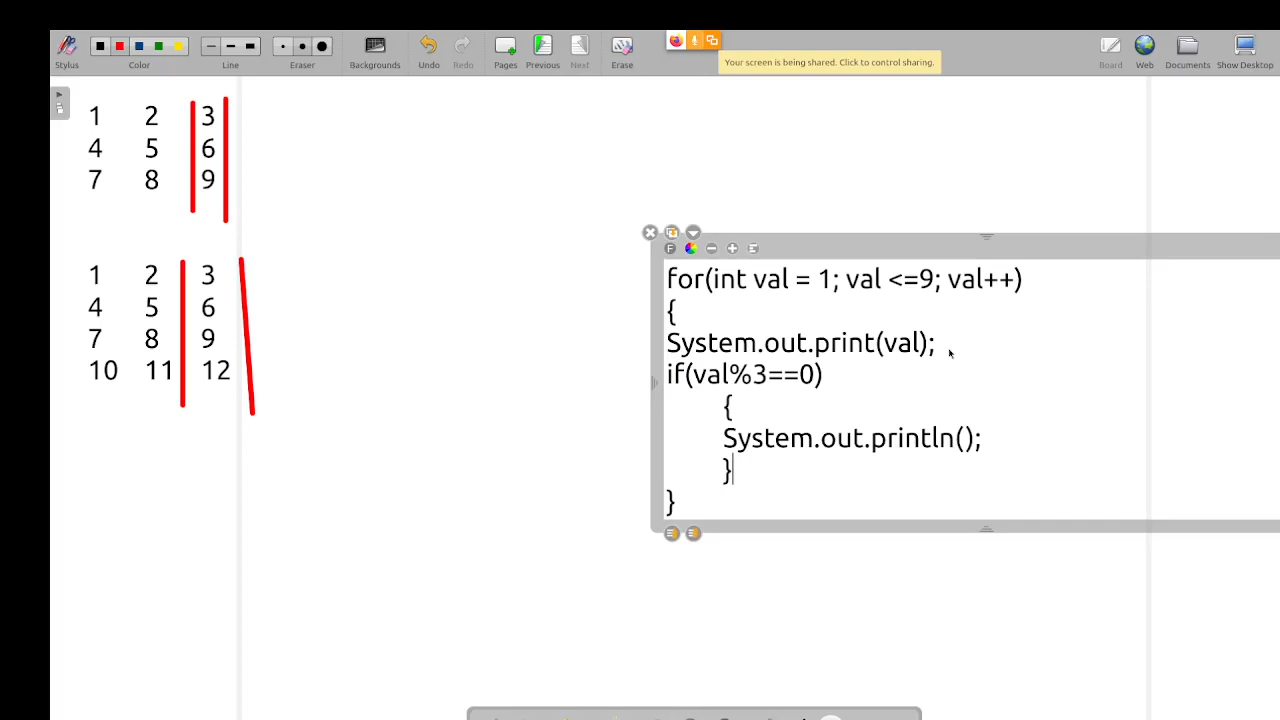 Stylus Color Line Eraser Backgrounds Undo Redo Pages Previous Next Erase Board Web Documents Show Desktop
Your screen is being shared. Click to control sharing.
1 2 3
4 5 6
7 8 9
1 2 3
4 5 6
7 8 9
10 11 12
for(int val = 1; val <=9; val++)
{
System.out.print(val);
if(val%3==0)
{
System.out.println();
}
}